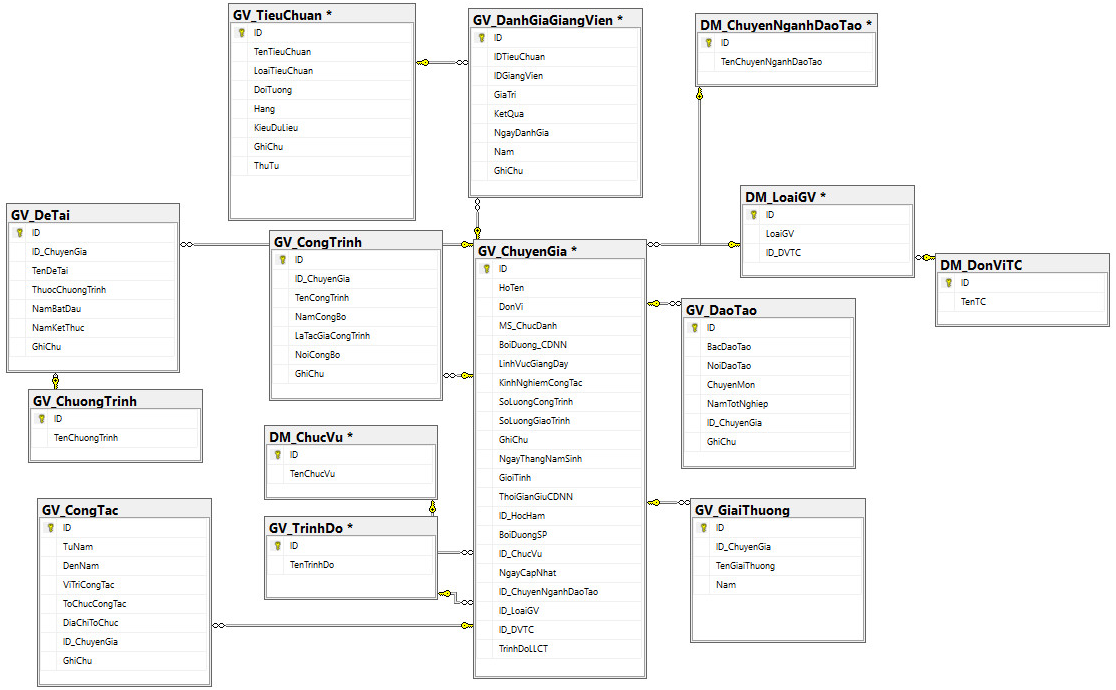 GV_TieuChuan *
ID
TenTieuChuan
LoaiTieuChuan
DoiTuong
Hang
KieuDuLieu
GhiChu
ThuTu
GV_DanhGiaGiangVien *
ID
IDTieuChuan
IDGiangVien
GiaTri
KetQua
NgayDanhGia
Nam
GhiChu
DM_ChuyenNganhDaoTao *
ID
TenChuyenNganhDaoTao
DM_LoaiGV *
ID
LoaiGV
ID_DVTC
DM_DonViTC
ID
TenTC
GV_DeTai
ID
ID_ChuyenGia
TenDeTai
ThuocChuongTrinh
NamBatDau
NamKetThuc
GhiChu
GV_CongTrinh
ID
ID_ChuyenGia
TenCongTrinh
NamCongBo
LaTacGiaCongTrinh
NoiCongBo
GhiChu
GV_ChuyenGia *
ID
HoTen
DonVi
MS_ChucDanh
BoiDuong_CDNN
LinhVucGiangDay
KinhNghiemCongTac
SoLuongCongTrinh
SoLuongGiaoTrinh
GhiChu
NgayThangNamSinh
GioiTinh
ThoiGianGiuCDNN
ID_HocHam
BoiDuongSP
ID_ChucVu
NgayCapNhat
ID_ChuyenNganhDaoTao
ID_LoaiGV
ID_DVTC
TrinhDoLLCT
GV_DaoTao
ID
BacDaoTao
NoiDaoTao
ChuyenMon
NamTotNghiep
ID_ChuyenGia
GhiChu
GV_ChuongTrinh
ID
TenChuongTrinh
DM_ChucVu *
ID
TenChucVu
GV_TrinhDo *
ID
TenTrinhDo
GV_CongTac
ID
TuNam
DenNam
ViTriCongTac
ToChucCongTac
DiaChiToChuc
ID_ChuyenGia
GhiChu
GV_GiaiThuong
ID
ID_ChuyenGia
TenGiaiThuong
Nam